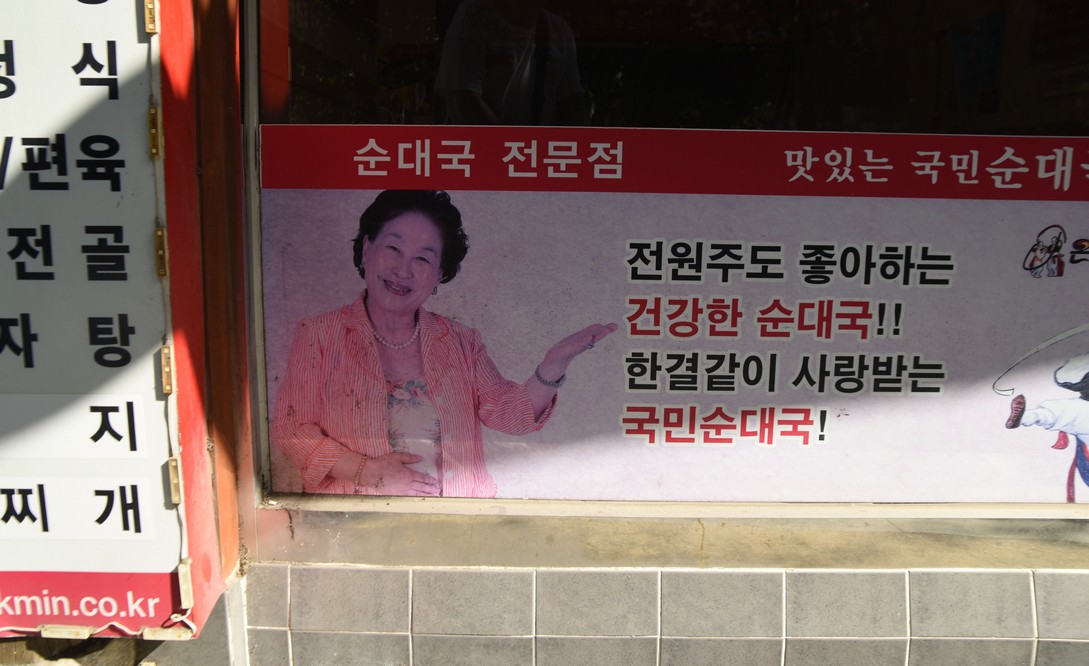 식
/편육
전 골
탕
지
찌 개
kmin.co.kr
순대국 전문점
맛있는 국민순대
전원주도 좋아하는
건강한 순대국!!
한결같이 사랑받는
국민순대국!